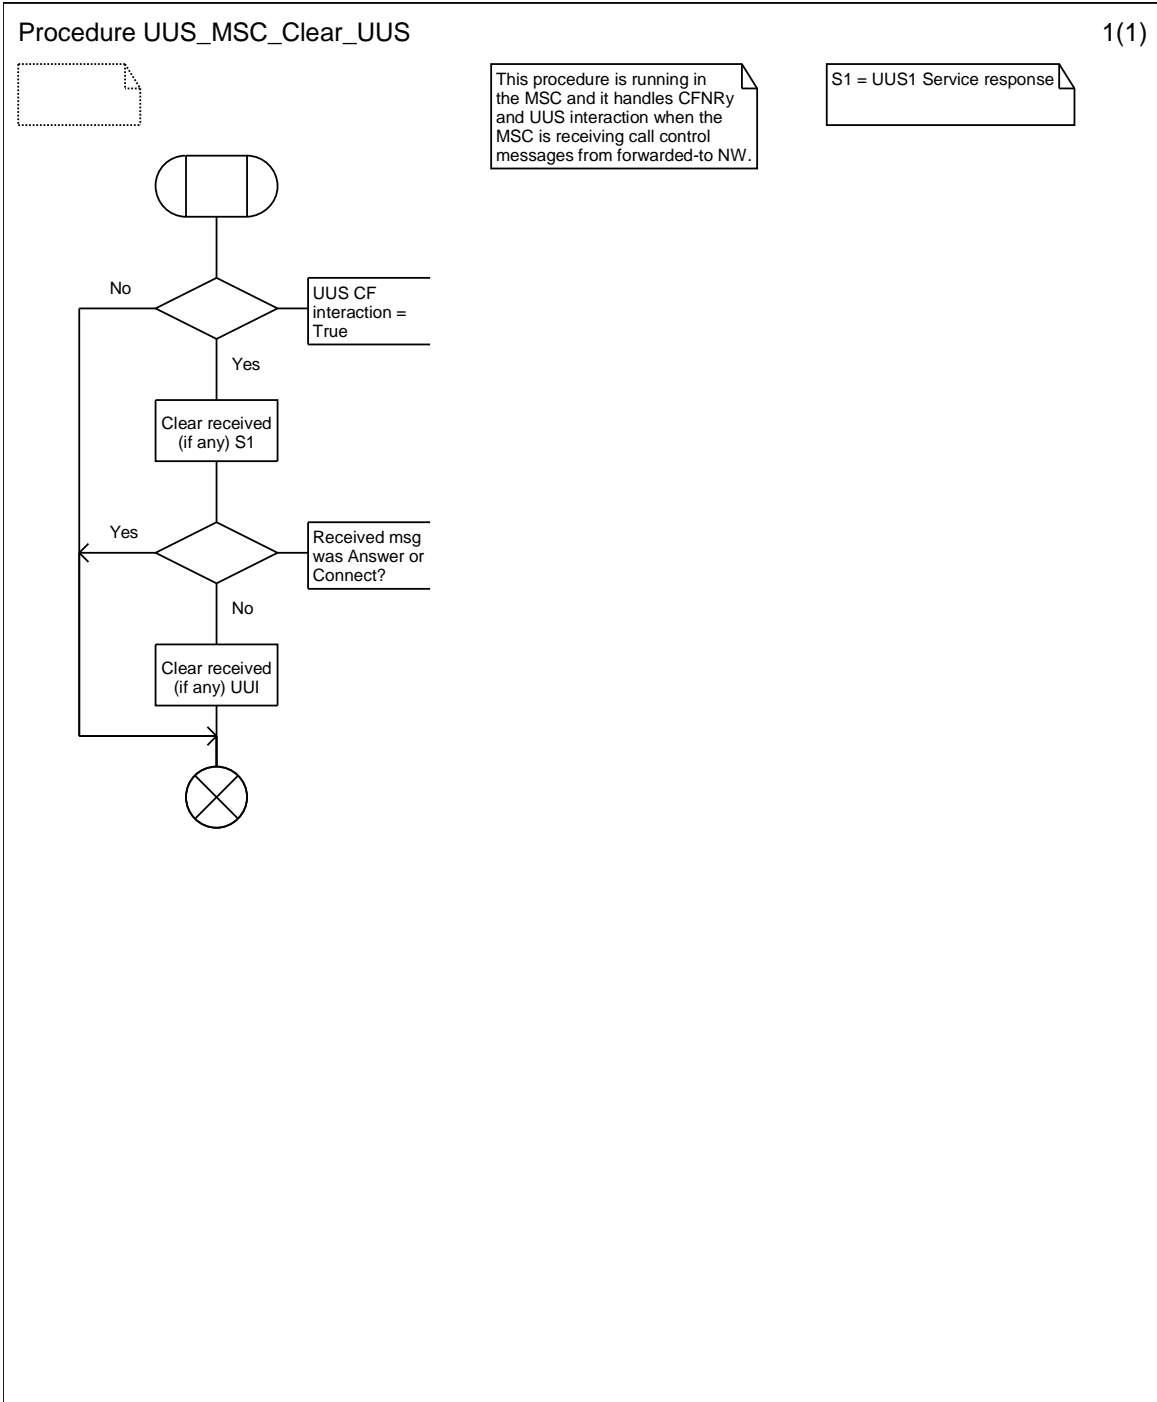 Procedure UUS_MSC_Clear_UUS
1(1)
This procedure is running in
the MSC and it handles CFNRy
and UUS interaction when the
MSC is receiving call control
messages from forwarded-to NW.
S1 = UUS1 Service response
No
UUS CF
interaction =
True
Yes
Clear received
(if any) S1
Yes
Received msg
was Answer or
Connect?
No
Clear received
(if any) UUI